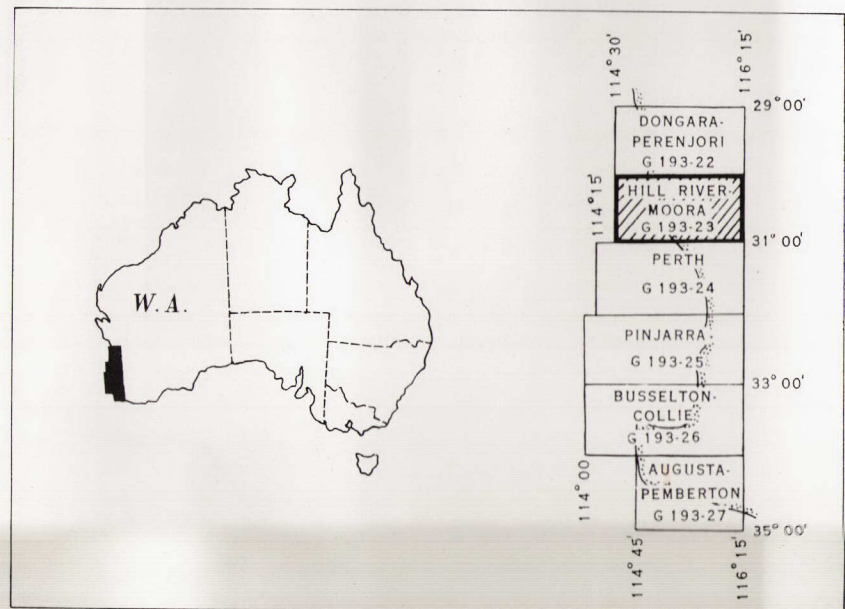 W. A.
114° 30'
116° 15'
29° 00'
DONGARA-
PERENJORI
G 193-22
114° 15'
HILL RIVER-
MOORA
G 193-23
31° 00'
PERTH
G 193-24
PINJARRA
G 193-25
33° 00'
BUSSELTON-
COLLIE
G 193-26
114° 00'
AUGUSTA-
PEMBERTON
G 193-27
35° 00'
114° 45'
116° 15'